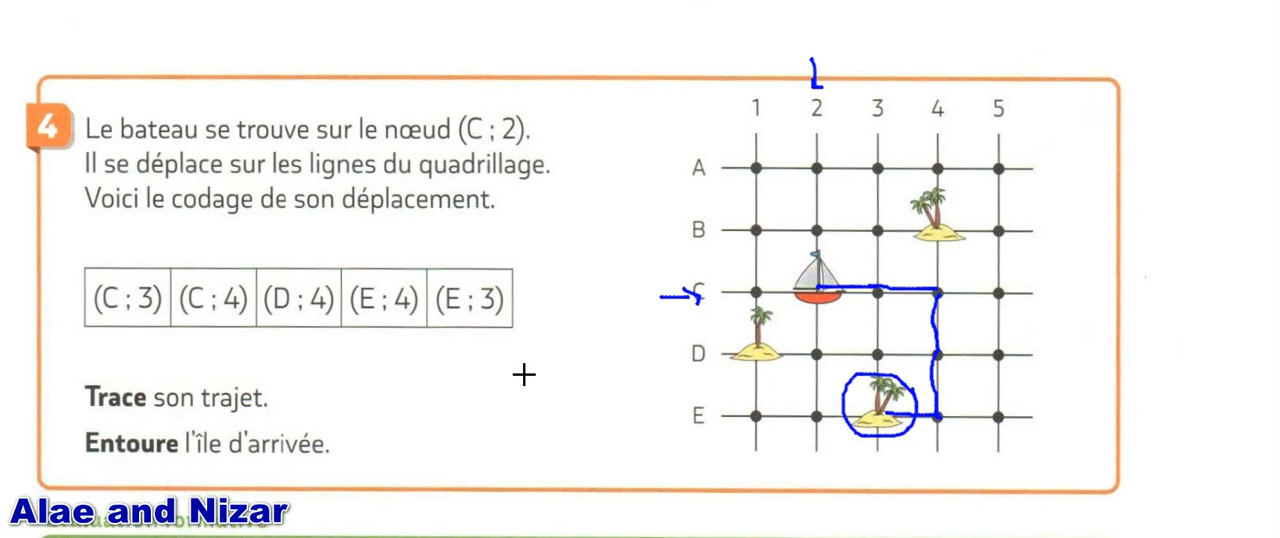 4
Le bateau se trouve sur le nœud (C ; 2).
Il se déplace sur les lignes du quadrillage.
Voici le codage de son déplacement.
(C ; 3) (C ; 4) (D ; 4) (E ; 4) (E ; 3)
Trace son trajet.
Entoure l'île d'arrivée.
1 2 3 4 5
A
B
C
D
E
Alae and Nizar